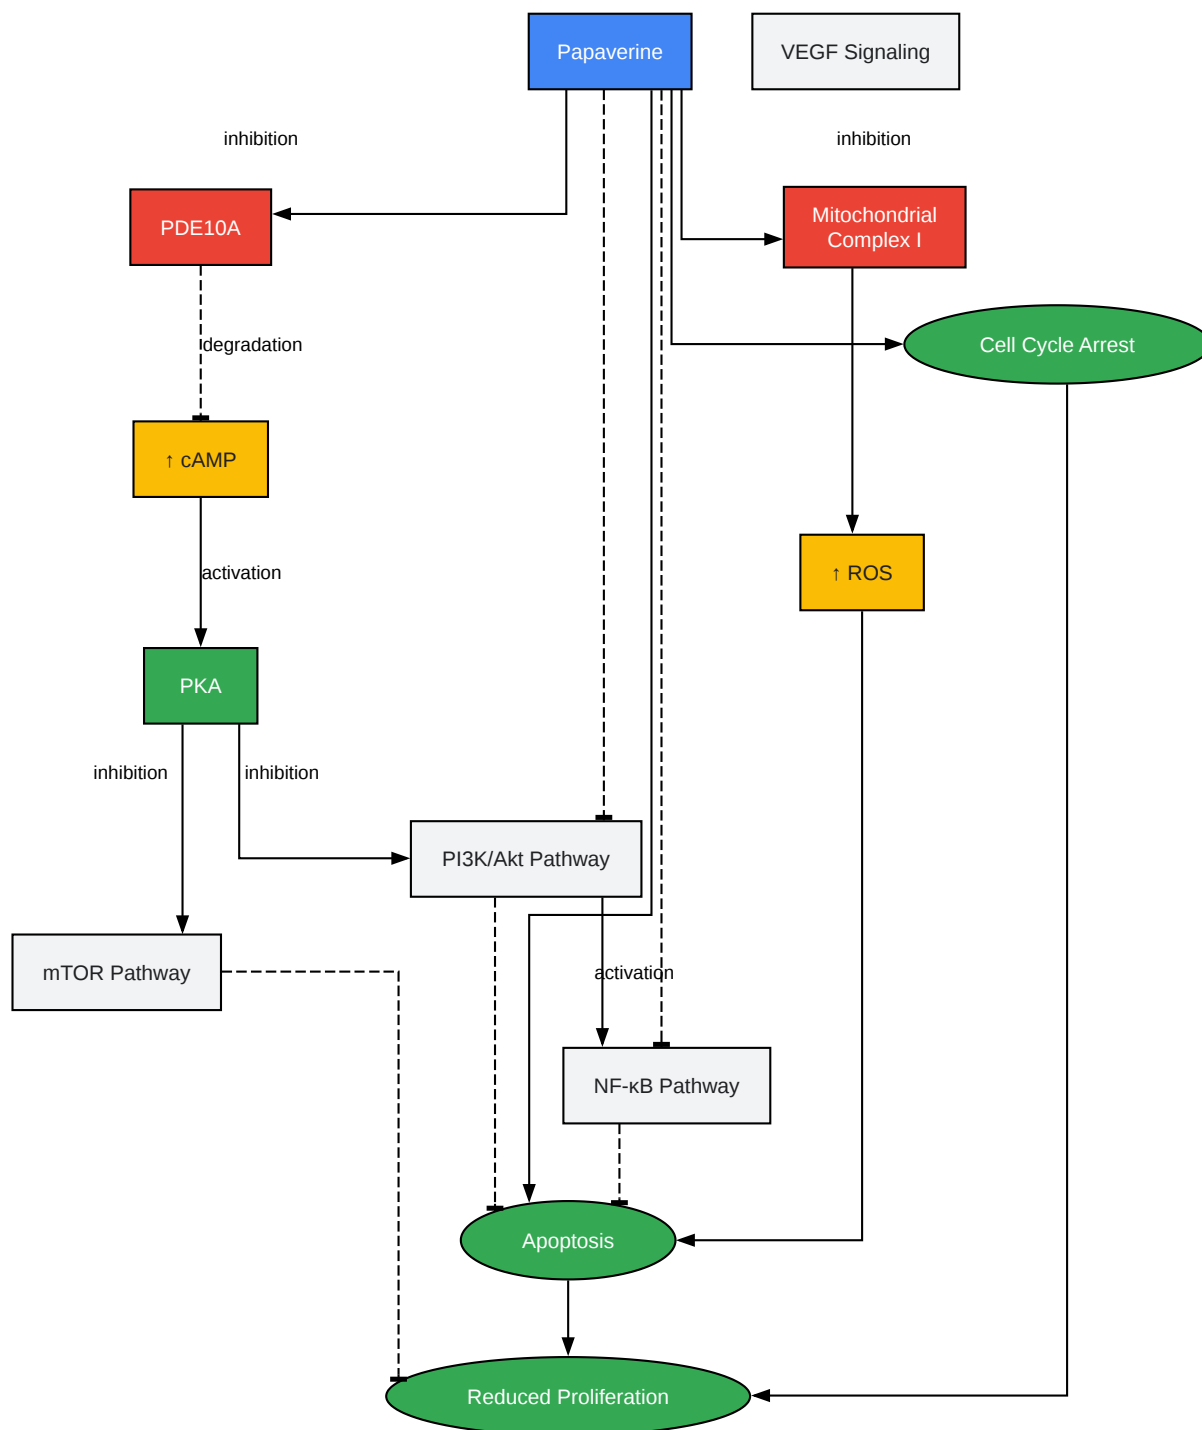 Papaverine
VEGF Signaling
inhibition
inhibition
PDE10A
Mitochondrial
Complex I
degradation
Cell Cycle Arrest
↑ cAMP
activation
↑ ROS
PKA
inhibition
inhibition
PI3K/Akt Pathway
mTOR Pathway
activation
NF-κB Pathway
Apoptosis
Reduced Proliferation